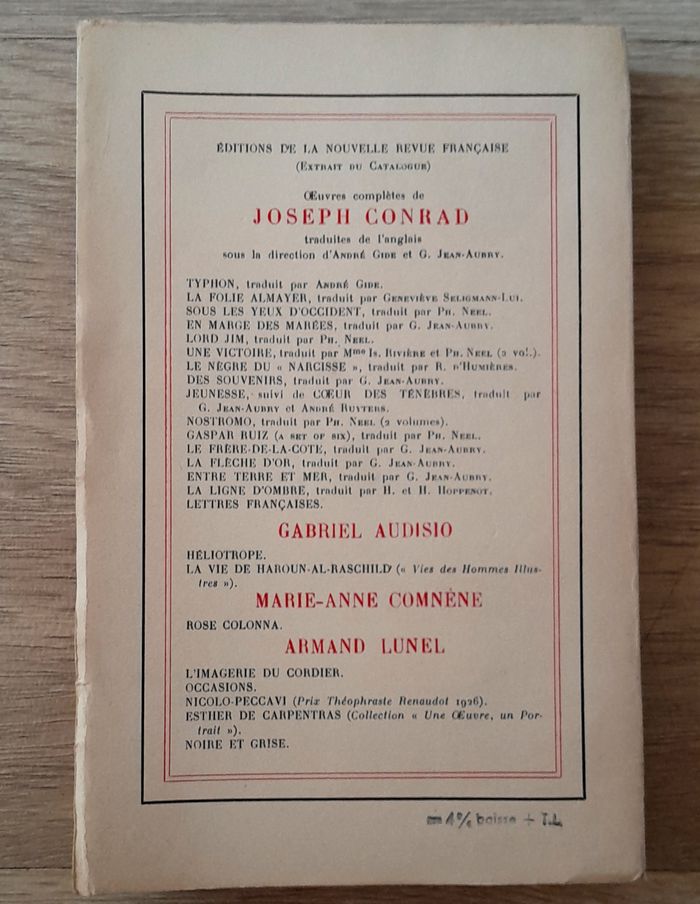 ÉDITIONS DE LA NOUVELLE REVUE FRANÇAISE
(Extrait du Catalogue)
Œuvres complètes de
JOSEPH CONRAD
traduites de l'anglais
sous la direction d'André Gide et G. Jean-Aubry.
TYPHON, traduit par André Gide.
LA FOLIE ALMAYER, traduit par Geneviève Seligmann-Lui.
SOUS LES YEUX D'OCCIDENT, traduit par Ph. Neel.
EN MARGE DES MARÉES, traduit par G. Jean-Aubry.
LORD JIM, traduit par Ph. Neel.
UNE VICTOIRE, traduit par Mme Is. Rivière et Ph. Neel (2 vol.).
LE NÈGRE DU « NARCISSE », traduit par R. d'Humières.
DES SOUVENIRS, traduit par G. Jean-Aubry.
JEUNESSE, suivi de CŒUR DES TÉNÈBRES, traduit par
G. Jean-Aubry et André Ruyters.
NOSTROMO, traduit par Ph. Neel (2 volumes).
GASPAR RUIZ (a set of six), traduit par Ph. Neel.
LE FRÈRE-DE-LA-COTE, traduit par G. Jean-Aubry.
LA FLÈCHE D'OR, traduit par G. Jean-Aubry.
ENTRE TERRE ET MER, traduit par G. Jean-Aubry.
LA LIGNE D'OMBRE, traduit par H. et H. Hoppenot.
LETTRES FRANÇAISES.
GABRIEL AUDISIO
HÉLIOTROPE.
LA VIE DE HAROUN-AL-RASCHILD (« Vies des Hommes Illus-
tres »).
MARIE-ANNE COMNÈNE
ROSE COLONNA.
ARMAND LUNEL
L'IMAGERIE DU CORDIER.
OCCASIONS.
NICOLO-PECCAVI (Prix Théophraste Renaudot 1926).
ESTHER DE CARPENTRAS (Collection « Une Œuvre, un Por-
trait »).
NOIRE ET GRISE.
= 4% baisse + T.L